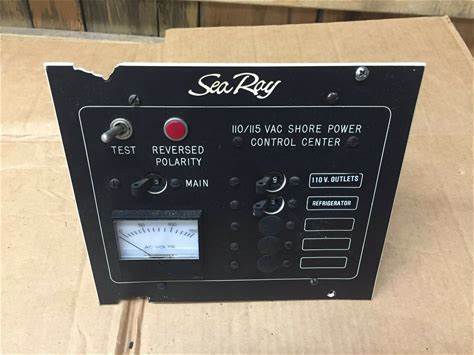 Sea Ray
110/115 VAC SHORE POWER
CONTROL CENTER
TEST
REVERSED
POLARITY
MAIN
110 V. OUTLETS
REFRIGERATOR